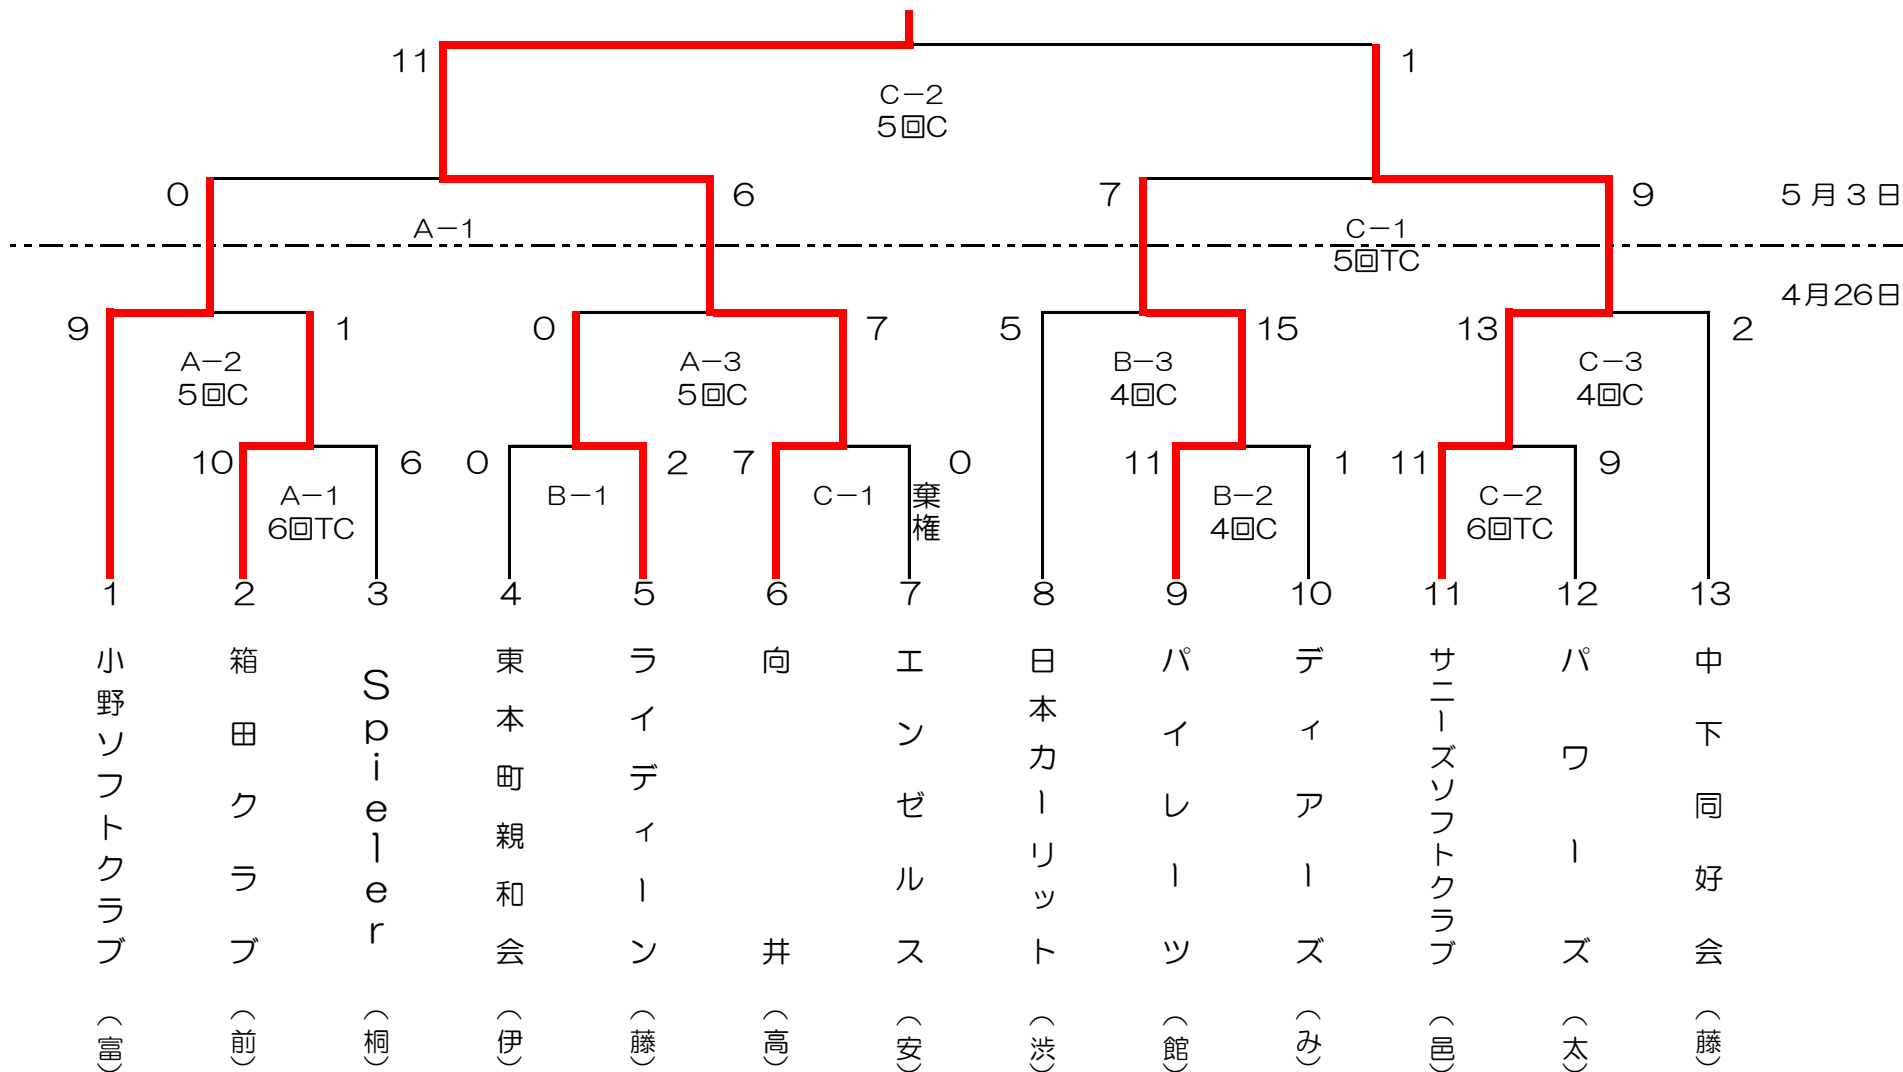 11
1
C－2
5回C
0
6
7
9
5月3日
A－1
C－1
5回TC
4月26日
9
1
0
7
5
15
13
2
A－2
5回C
A－3
5回C
B－3
4回C
C－3
4回C
10
6
0
2
7
0
11
1
11
9
A－1
6回TC
B－1
C－1
棄権
B－2
4回C
C－2
6回TC
1
2
3
4
5
6
7
8
9
10
11
12
13
小野ソフトクラブ
箱田クラブ
Spieler
東本町親和会
ライディーン
向井
エンゼルス
日本カーリット
パイレーツ
ディアーズ
サニーズソフトクラブ
パワーズ
中下同好会
（富）
（前）
（桐）
（伊）
（藤）
（高）
（安）
（渋）
（館）
（み）
（邑）
（太）
（藤）